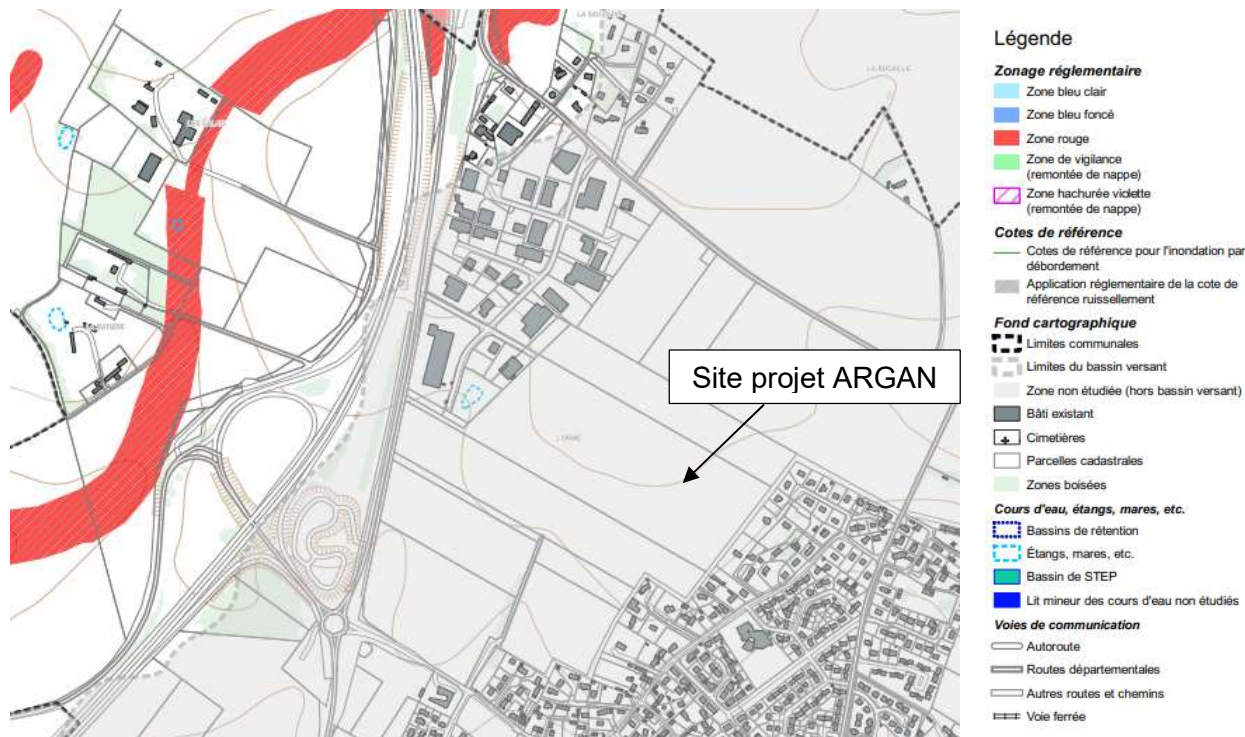 LA BUCAILLE
Site projet ARGAN
Légende
Zonage réglementaire
Zone bleu clair
Zone bleu foncé
Zone rouge
Zone de vigilance
(remontée de nappe)
Zone hachurée violette
(remontée de nappe)
Cotes de référence
Cotes de référence pour l'inondation par
débordement
Application réglementaire de la cote de
référence ruissellement
Fond cartographique
Limites communales
Limites du bassin versant
Zone non étudiée (hors bassin versant)
Bâti existant
Cimetières
Parcelles cadastrales
Zones boisées
Cours d'eau, étangs, mares, etc.
Bassins de rétention
Étangs, mares, etc.
Bassin de STEP
Lit mineur des cours d'eau non étudiés
Voies de communication
Autoroute
Routes départementales
Autres routes et chemins
Voie ferrée